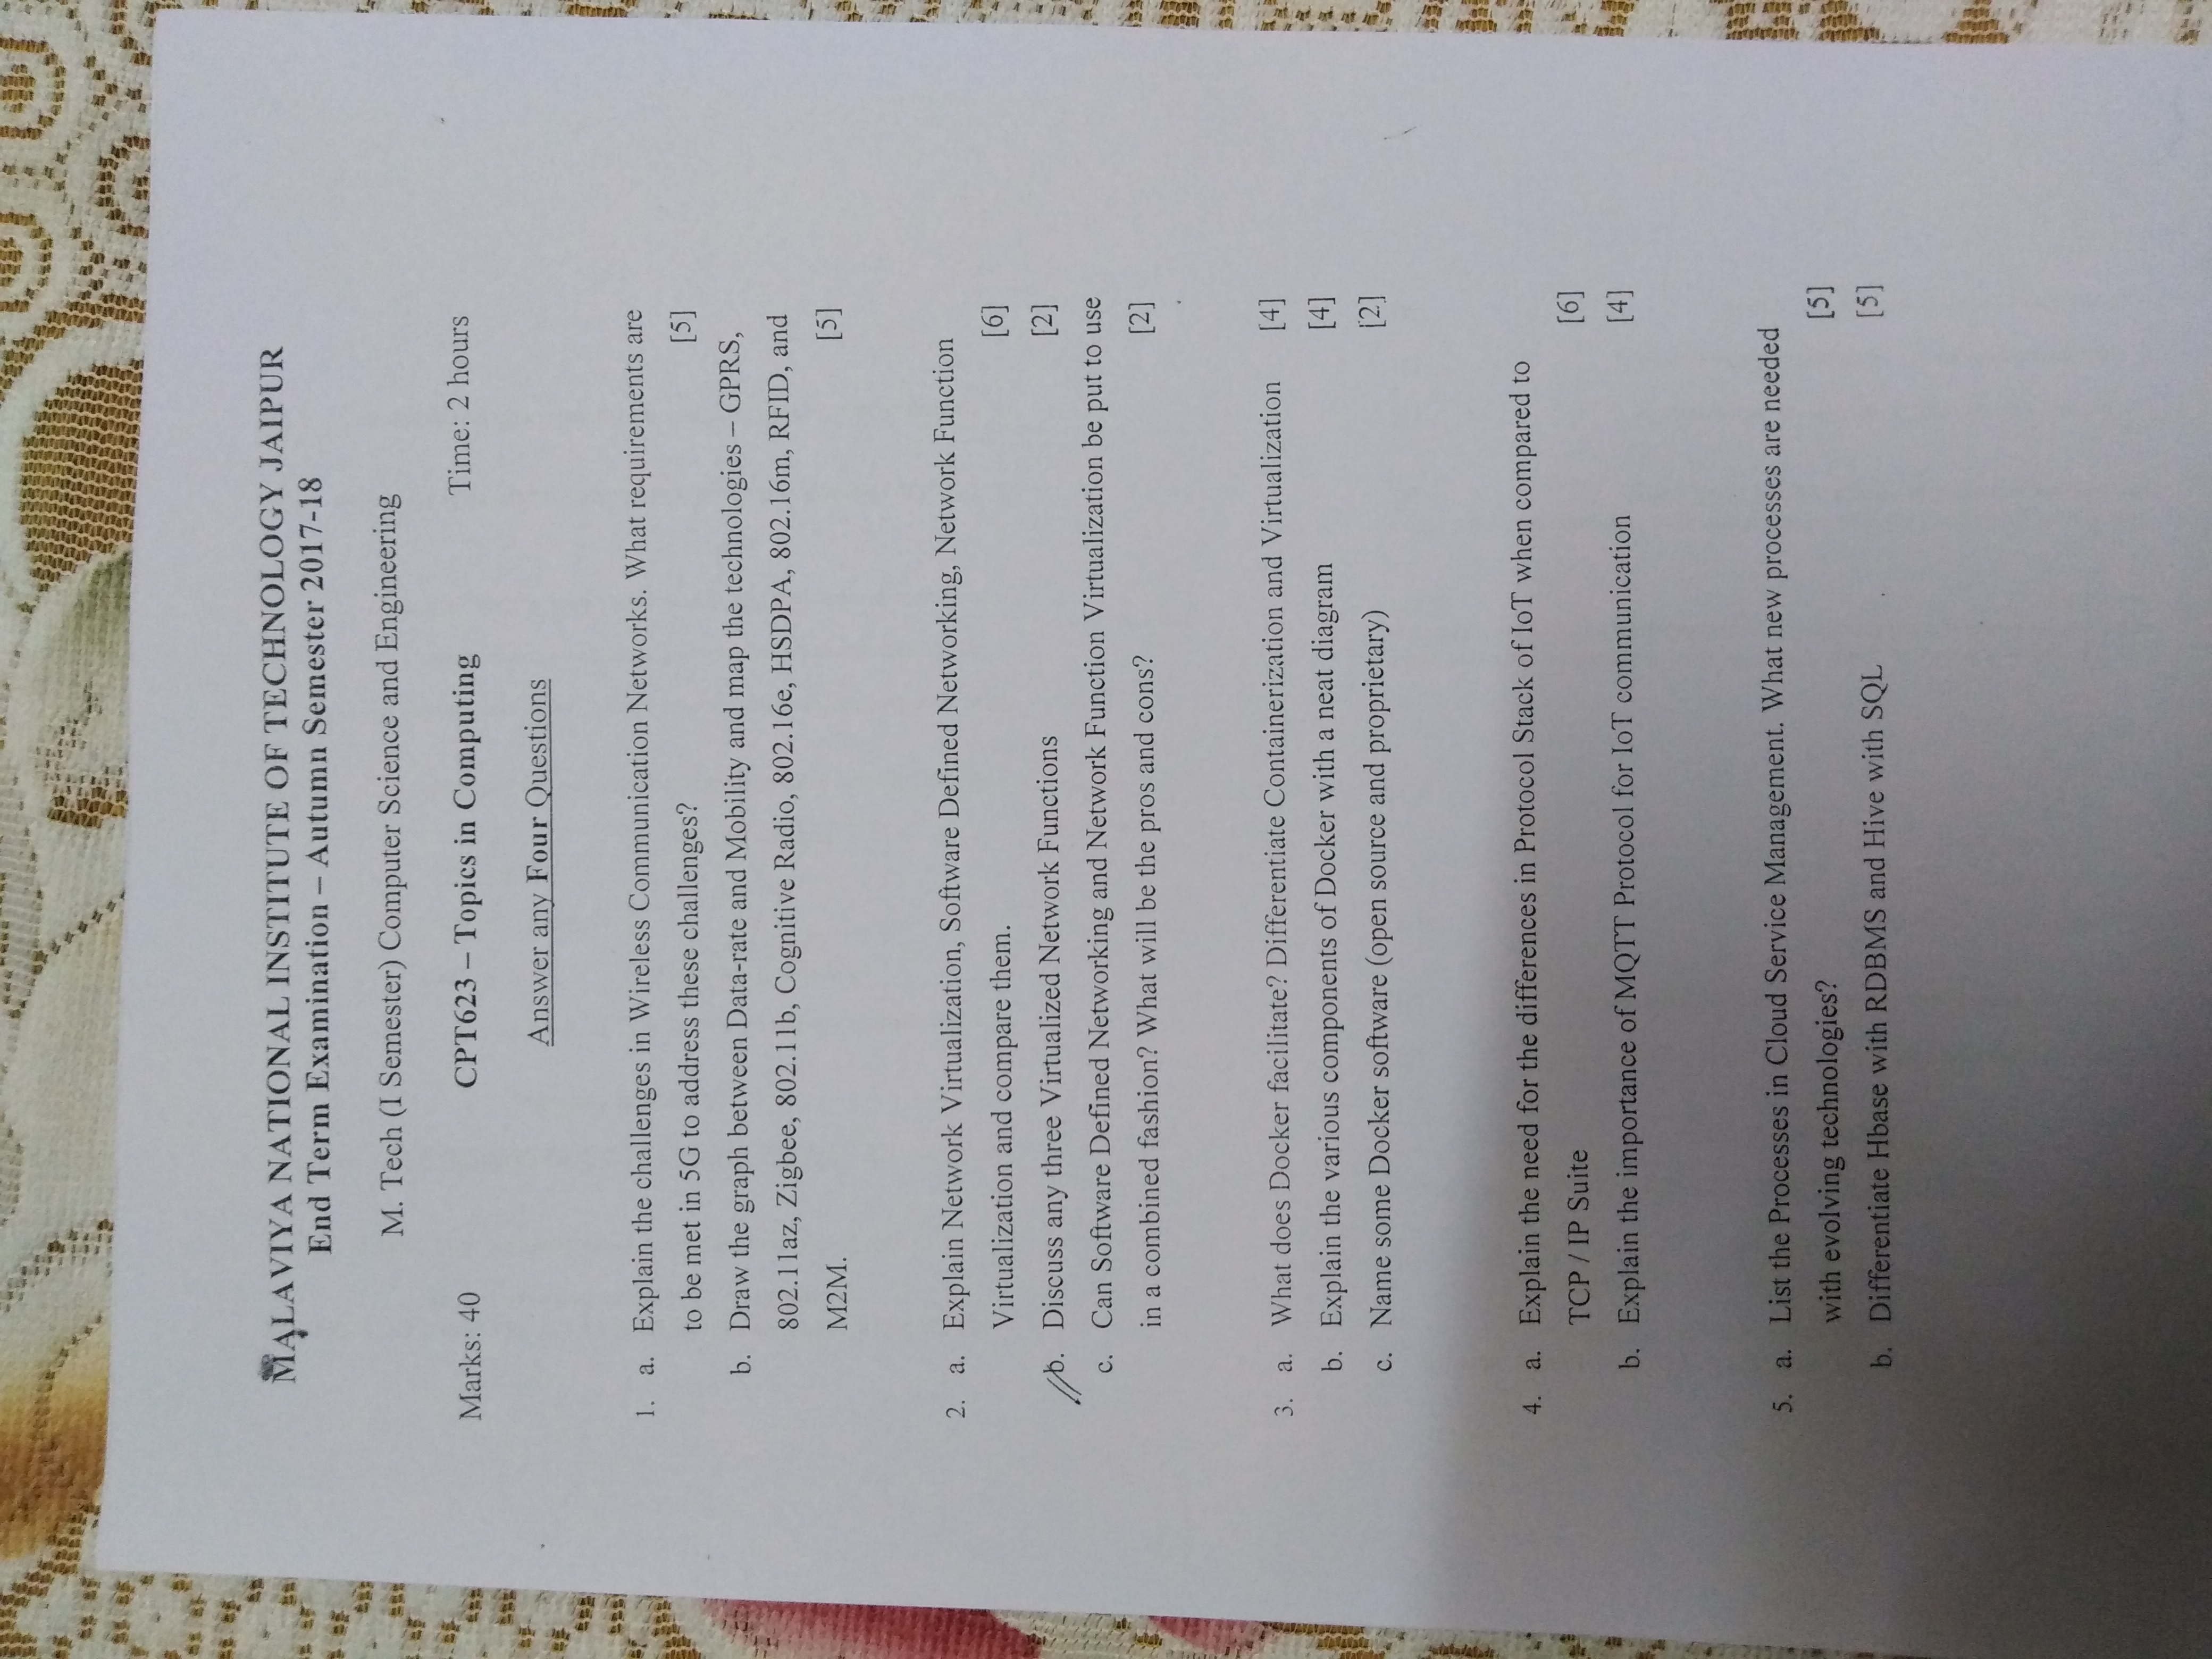 MALAVIYA NATIONAL INSTITUTE OF TECHNOLOGY JAIPUR
End Term Examination – Autumn Semester 2017-18
M. Tech (I Semester) Computer Science and Engineering
Marks: 40 CPT623 – Topics in Computing Time: 2 hours
Answer any Four Questions
1. a. Explain the challenges in Wireless Communication Networks. What requirements are
to be met in 5G to address these challenges? [5]
b. Draw the graph between Data-rate and Mobility and map the technologies – GPRS,
802.11az, Zigbee, 802.11b, Cognitive Radio, 802.16e, HSDPA, 802.16m, RFID, and
M2M. [5]
2. a. Explain Network Virtualization, Software Defined Networking, Network Function
Virtualization and compare them. [6]
b. Discuss any three Virtualized Network Functions [2]
c. Can Software Defined Networking and Network Function Virtualization be put to use
in a combined fashion? What will be the pros and cons? [2]
3. a. What does Docker facilitate? Differentiate Containerization and Virtualization [4]
b. Explain the various components of Docker with a neat diagram [4]
c. Name some Docker software (open source and proprietary) [2]
4. a. Explain the need for the differences in Protocol Stack of IoT when compared to
TCP / IP Suite [6]
b. Explain the importance of MQTT Protocol for IoT communication [4]
5. a. List the Processes in Cloud Service Management. What new processes are needed
with evolving technologies? [5]
b. Differentiate Hbase with RDBMS and Hive with SQL [5]